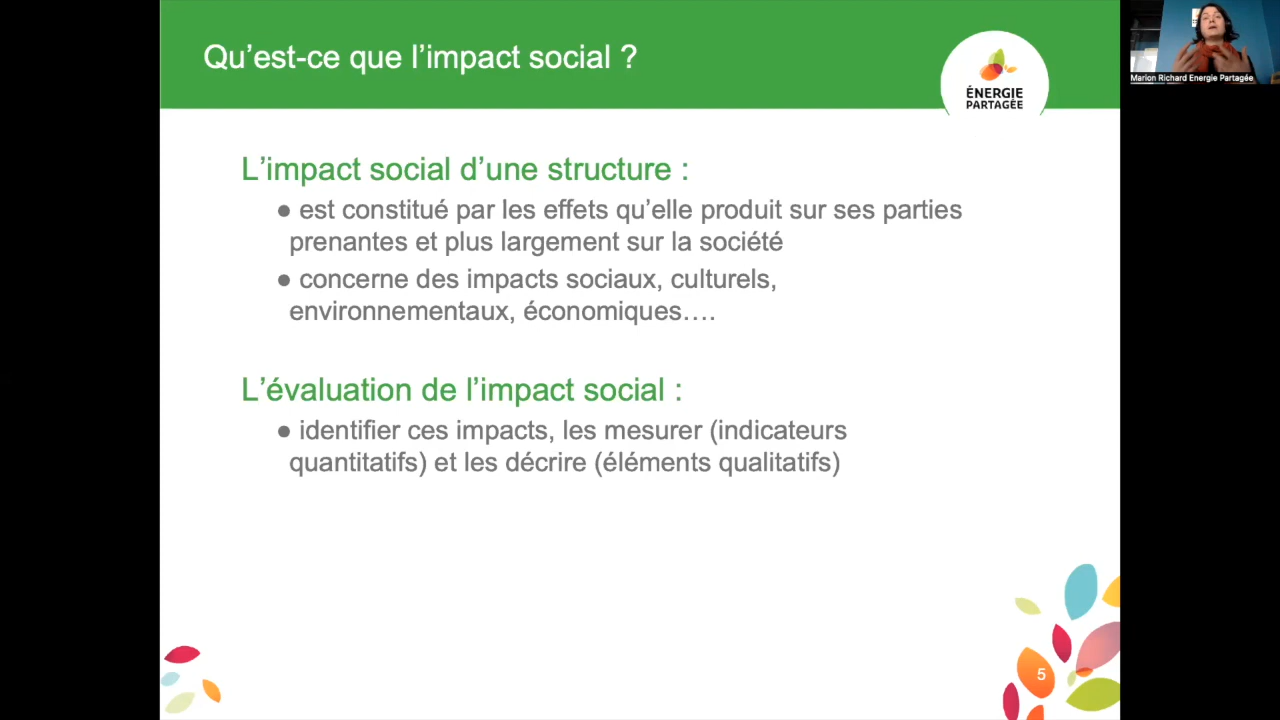 Qu’est-ce que l’impact social ?
ÉNERGIE
PARTAGÉE
Marion Richard Energie Partagée
L’impact social d’une structure :
● est constitué par les effets qu’elle produit sur ses parties
prenantes et plus largement sur la société
● concerne des impacts sociaux, culturels,
environnementaux, économiques….
L’évaluation de l’impact social :
● identifier ces impacts, les mesurer (indicateurs
quantitatifs) et les décrire (éléments qualitatifs)
5